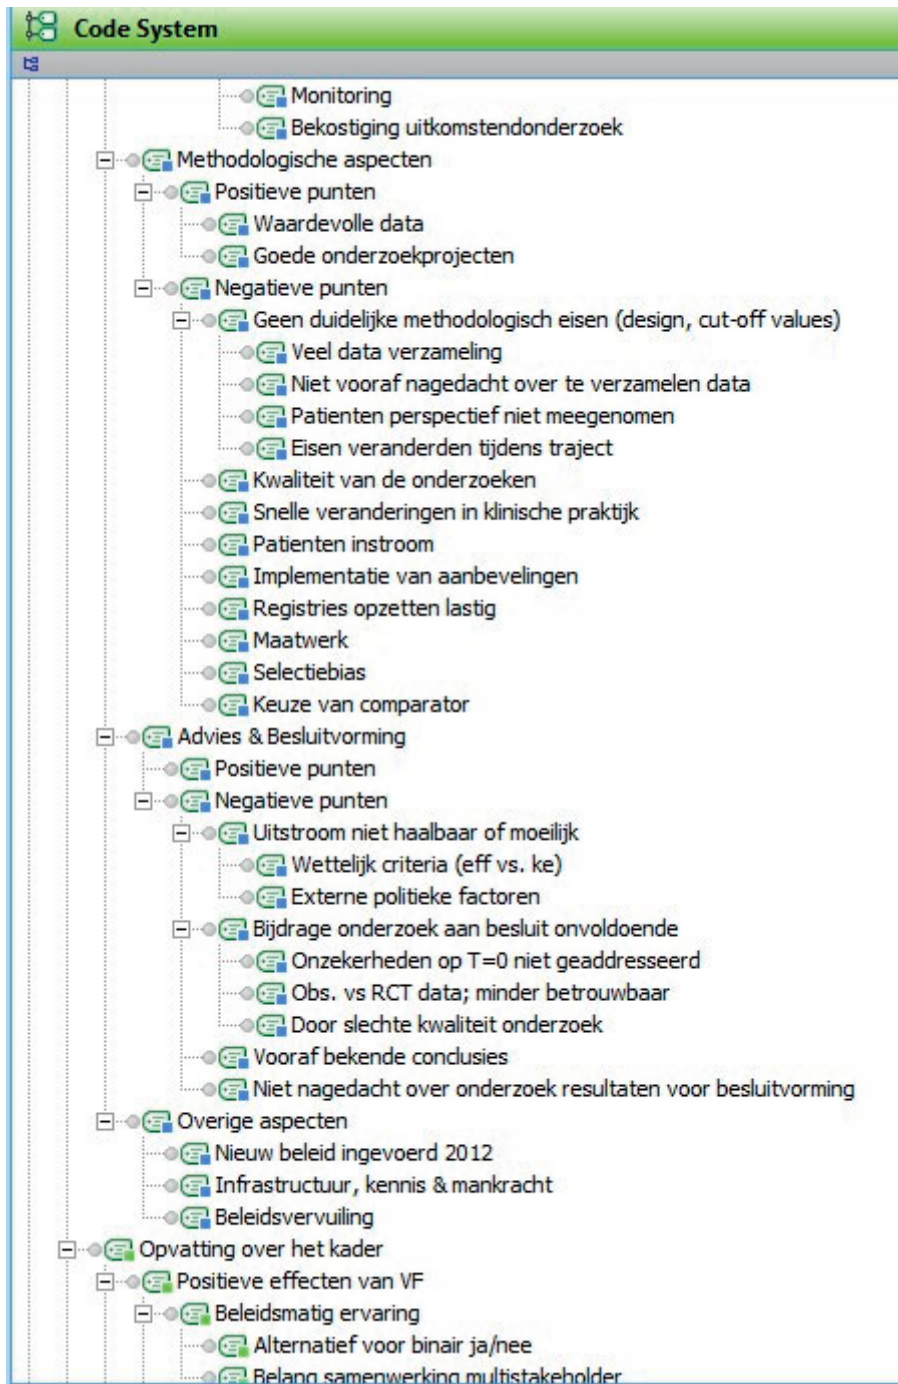 Code System
Monitoring
Bekostiging uitkomstendonderzoek
Methodologische aspecten
Positieve punten
Waardevolle data
Goede onderzoekprojecten
Negatieve punten
Geen duidelijke methodologisch eisen (design, cut-off values)
Veel data verzameling
Niet vooraf nagedacht over te verzamelen data
Patienten perspectief niet meegenomen
Eisen veranderden tijdens traject
Kwaliteit van de onderzoeken
Snelle veranderingen in klinische praktijk
Patienten instroom
Implementatie van aanbevelingen
Registries opzetten lastig
Maatwerk
Selectiebias
Keuze van comparator
Advies & Besluitvorming
Positieve punten
Negatieve punten
Uitstroom niet haalbaar of moeilijk
Wettelijk criteria (eff vs. ke)
Externe politieke factoren
Bijdrage onderzoek aan besluit onvoldoende
Onzekerheden op T=0 niet geaddresseerd
Obs. vs RCT data; minder betrouwbaar
Door slechte kwaliteit onderzoek
Vooraf bekende conclusies
Niet nagedacht over onderzoek resultaten voor besluitvorming
Overige aspecten
Nieuw beleid ingevoerd 2012
Infrastructuur, kennis & mankracht
Beleidsvervuiling
Opvatting over het kader
Positieve effecten van VF
Beleidsmatig ervaring
Alternatief voor binair ja/nee
Belang samenwerking multistakeholder